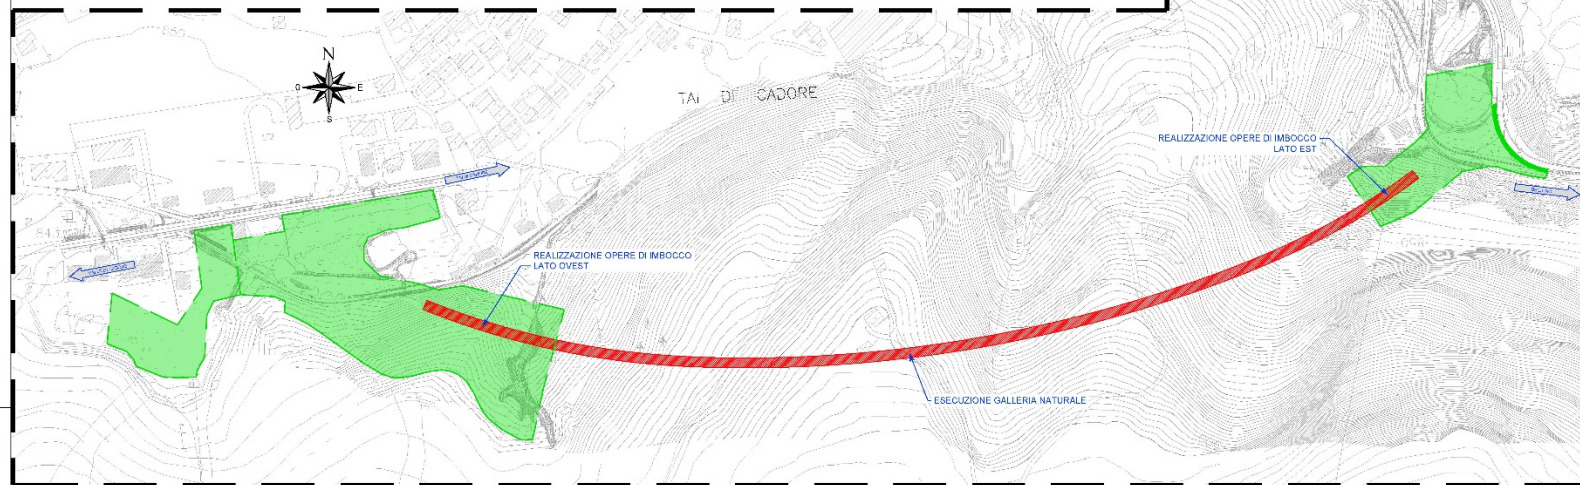 N
O
E
S
TAI DI CADORE
REALIZZAZIONE OPERE DI IMBOCCO
LATO EST
REALIZZAZIONE OPERE DI IMBOCCO
LATO OVEST
ESECUZIONE GALLERIA NATURALE